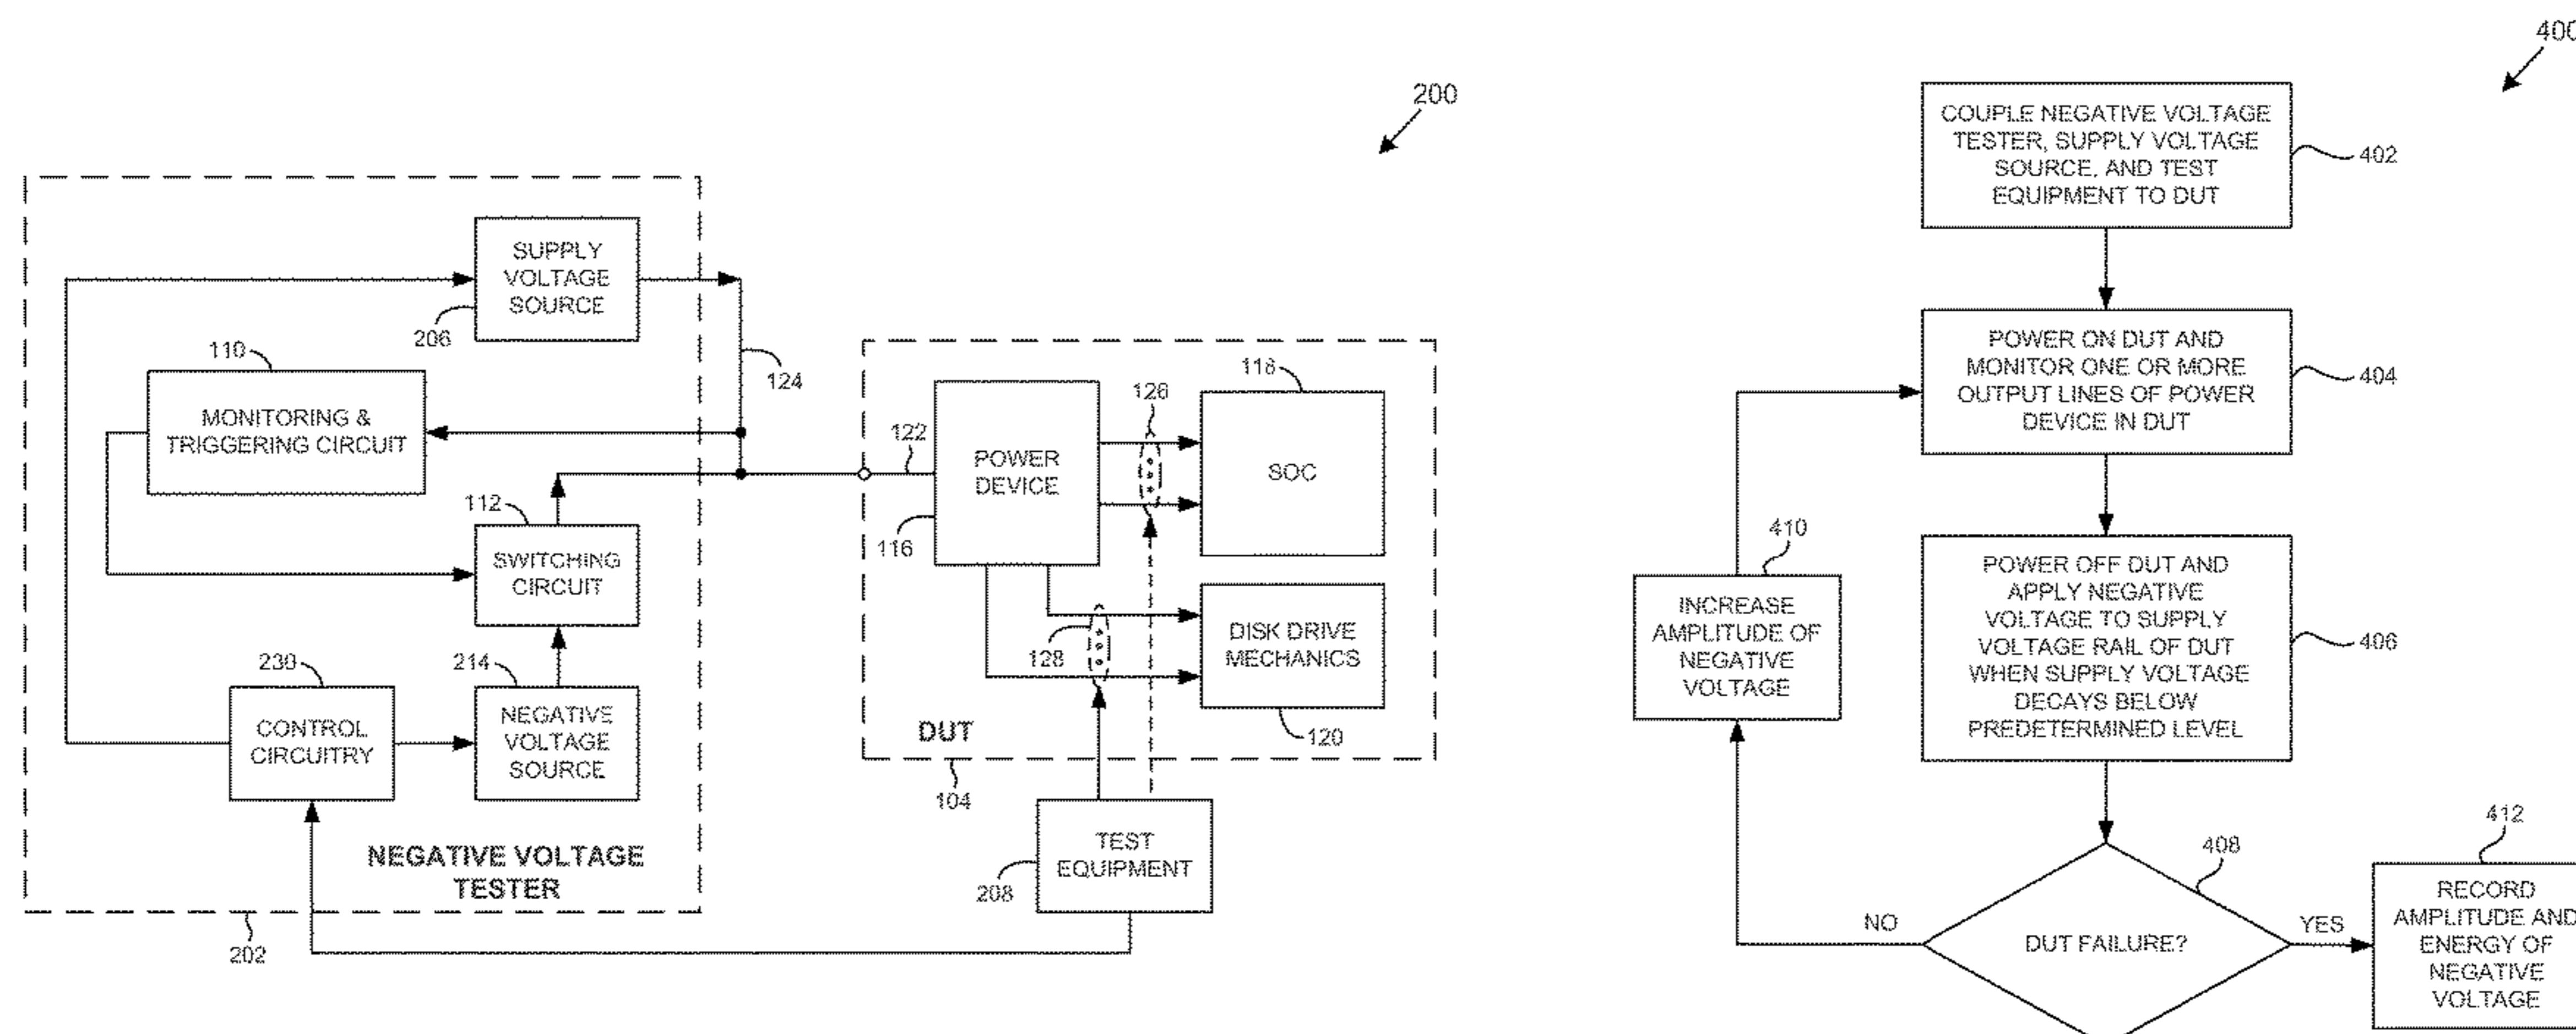 200
SUPPLY
VOLTAGE
SOURCE
206
110
MONITORING &
TRIGGERING CIRCUIT
124
112
SWITCHING
CIRCUIT
230
CONTROL
CIRCUITRY
214
NEGATIVE
VOLTAGE
SOURCE
NEGATIVE VOLTAGE
TESTER
202
122
POWER
DEVICE
116
126
118
SOC
128
DISK DRIVE
MECHANICS
120
DUT
104
TEST
EQUIPMENT
208
400
COUPLE NEGATIVE VOLTAGE
TESTER, SUPPLY VOLTAGE
SOURCE, AND TEST
EQUIPMENT TO DUT
402
POWER ON DUT AND
MONITOR ONE OR MORE
OUTPUT LINES OF POWER
DEVICE IN DUT
404
POWER OFF DUT AND
APPLY NEGATIVE
VOLTAGE TO SUPPLY
VOLTAGE RAIL OF DUT
WHEN SUPPLY VOLTAGE
DECAYS BELOW
PREDETERMINED LEVEL
406
410
INCREASE
AMPLITUDE OF
NEGATIVE
VOLTAGE
408
DUT FAILURE?
NO
YES
412
RECORD
AMPLITUDE AND
ENERGY OF
NEGATIVE
VOLTAGE